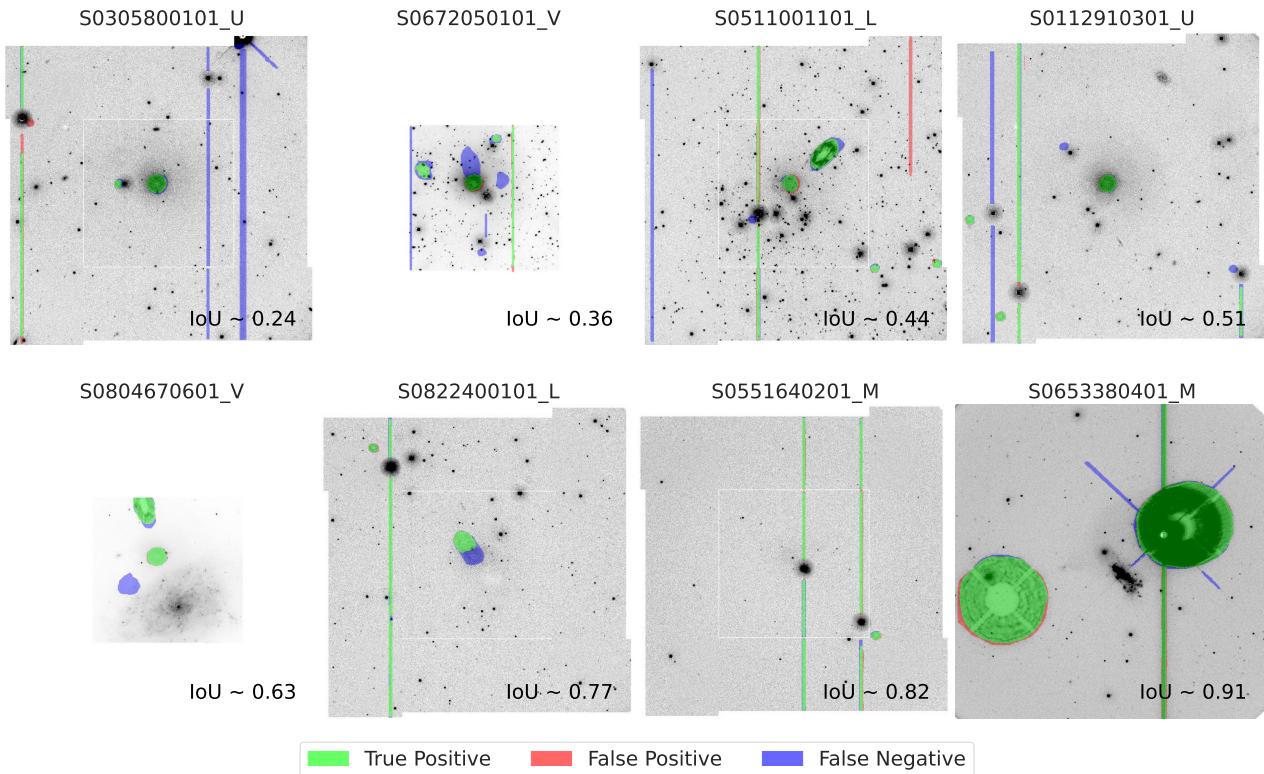 S0305800101_U
S0672050101_V
S0511001101_L
S0112910301_U
IoU ~ 0.24
IoU ~ 0.36
IoU ~ 0.44
IoU ~ 0.51
S0804670601_V
S0822400101_L
S0551640201_M
S0653380401_M
IoU ~ 0.63
IoU ~ 0.77
IoU ~ 0.82
IoU ~ 0.91
True Positive
False Positive
False Negative